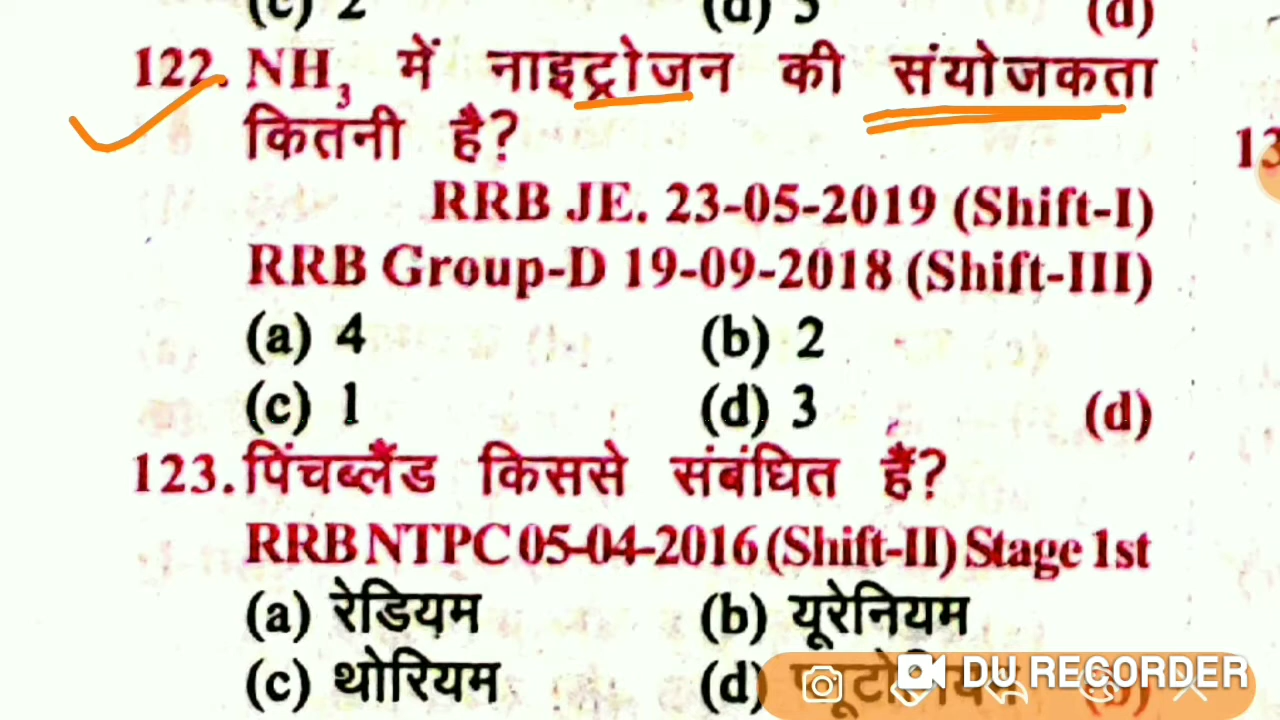 (c) 2 (d) 3 (d)
122. NH3 में नाइट्रोजन की संयोजकता
कितनी है?
RRB JE. 23-05-2019 (Shift-I)
RRB Group-D 19-09-2018 (Shift-III)
(a) 4 (b) 2
(c) 1 (d) 3 (d)
123. पिंचब्लैंड किससे संबंधित हैं?
RRB NTPC 05-04-2016 (Shift-II) Stage 1st
(a) रेडियम (b) यूरेनियम
(c) थोरियम (d)
DU RECORDER
13